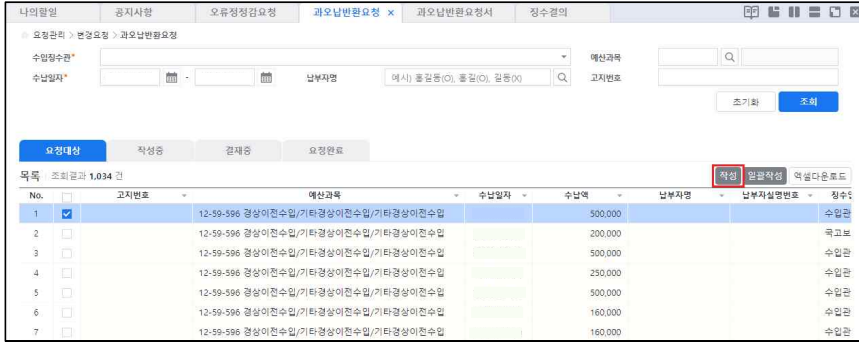 나의할일 공지사항 오류정정감요청 과오납반환요청 × 과오납반환요청서 징수결의
요청관리 > 변경요청 > 과오납반환요청
수입징수관* 예산과목
수납일자* - 납부자명 예시) 홍길동(O), 홍길(O), 길동(X) 고지번호
초기화 조회
요청대상 작성중 결재중 요청완료
목록 조회결과 1,034 건 작성 일괄작성 엑셀다운로드
No. 고지번호 예산과목 수납일자 수납액 납부자명 납부자실명번호 징수
1 12-59-596 경상이전수입/기타경상이전수입/기타경상이전수입 500,000 수입관
2 12-59-596 경상이전수입/기타경상이전수입/기타경상이전수입 200,000 국고보
3 12-59-596 경상이전수입/기타경상이전수입/기타경상이전수입 500,000 수입관
4 12-59-596 경상이전수입/기타경상이전수입/기타경상이전수입 250,000 수입관
5 12-59-596 경상이전수입/기타경상이전수입/기타경상이전수입 500,000 수입관
6 12-59-596 경상이전수입/기타경상이전수입/기타경상이전수입 160,000 수입관
7 12-59-596 경상이전수입/기타경상이전수입/기타경상이전수입 160,000 수입관